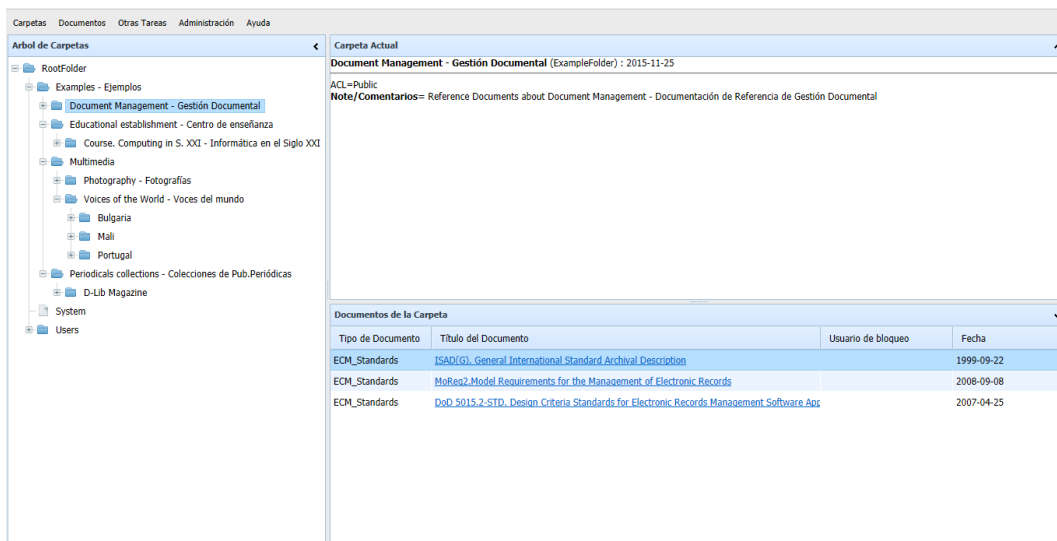 Carpetas Documentos Otras Tareas Administración Ayuda
Arbol de Carpetas
RootFolder
Examples - Ejemplos
Document Management - Gestión Documental
Educational establishment - Centro de enseñanza
Course. Computing in S. XXI - Informática en el Siglo XXI
Multimedia
Photography - Fotografías
Voices of the World - Voces del mundo
Bulgaria
Mali
Portugal
Periodicals collections - Colecciones de Pub.Periódicas
D-Lib Magazine
System
Users
Carpeta Actual
Document Management - Gestión Documental (ExampleFolder) : 2015-11-25
ACL=Public
Note/Comentarios= Reference Documents about Document Management - Documentación de Referencia de Gestión Documental
Documentos de la Carpeta
Tipo de Documento Título del Documento Usuario de bloqueo Fecha
ECM_Standards ISAD(G). General International Standard Archival Description 1999-09-22
ECM_Standards MoReq2.Model Requirements for the Management of Electronic Records 2008-09-08
ECM_Standards DoD 5015.2-STD. Design Criteria Standards for Electronic Records Management Software App 2007-04-25